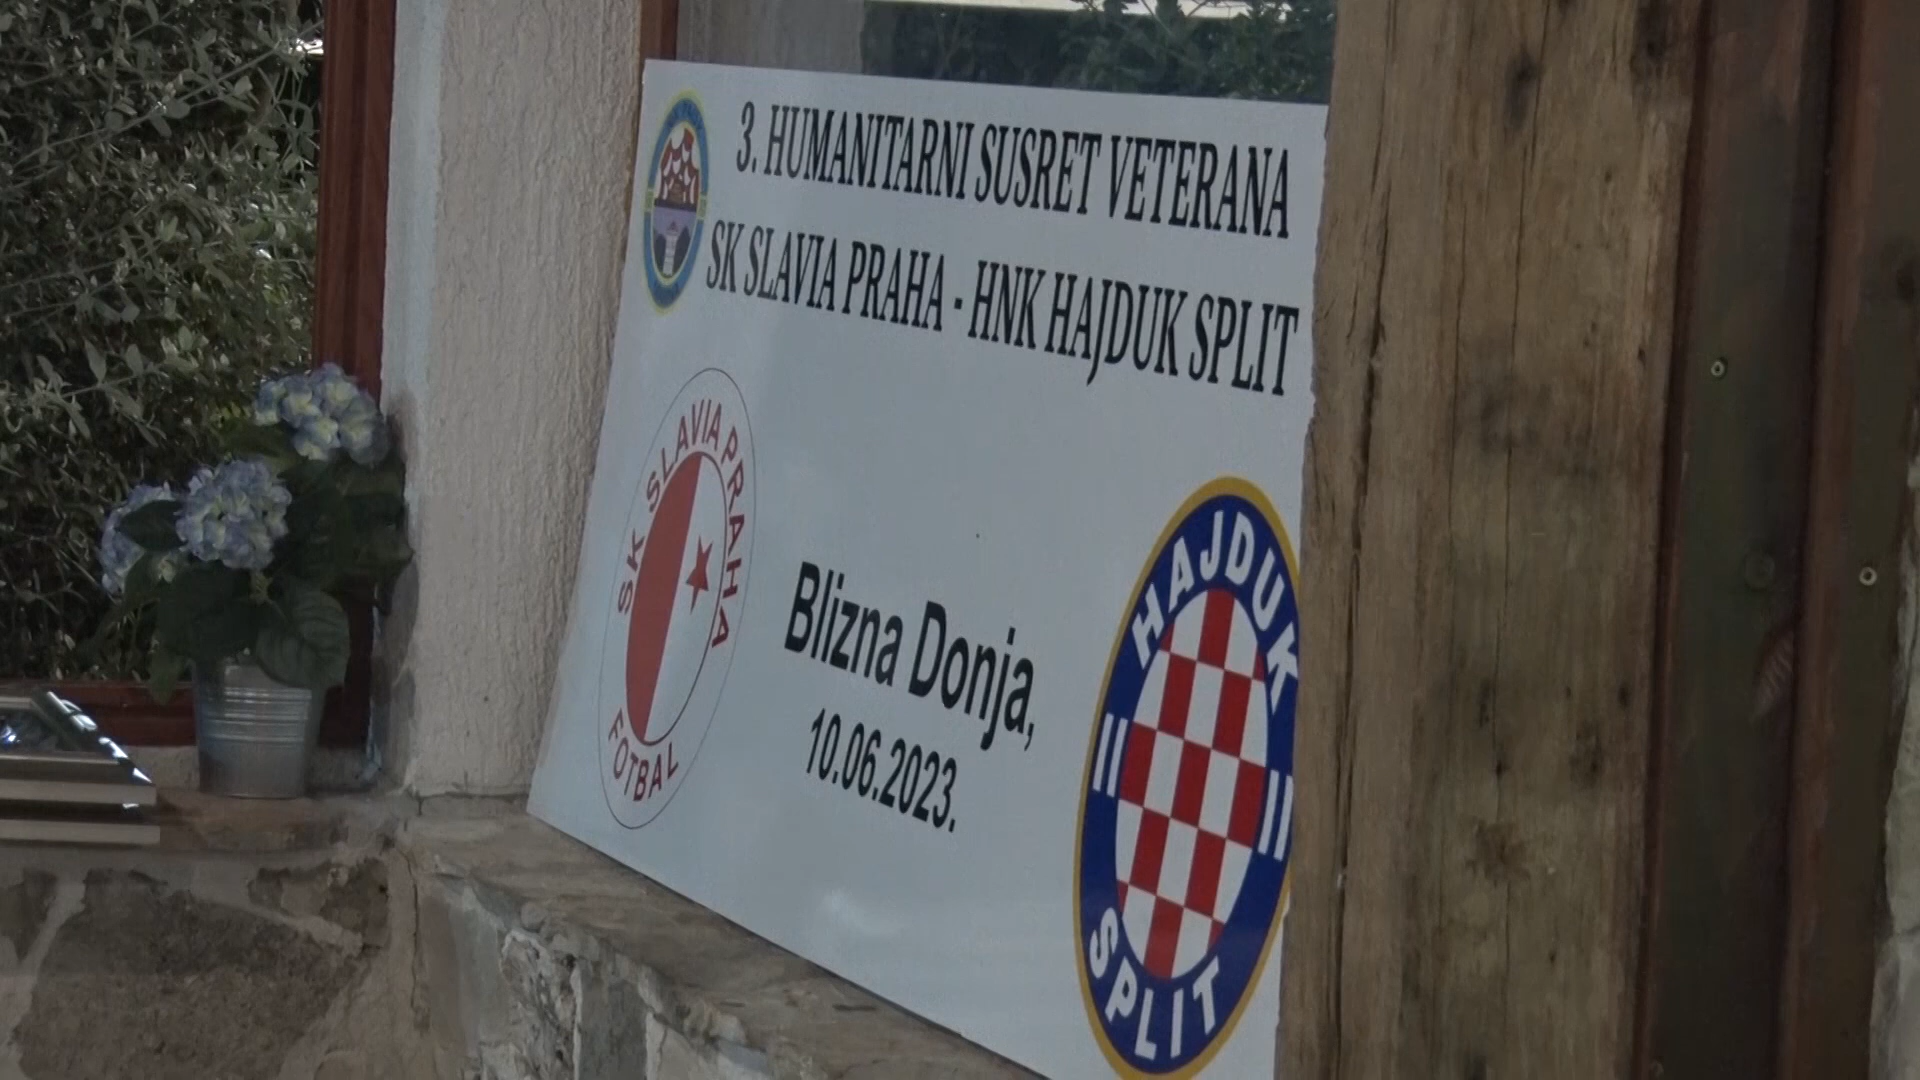 3. HUMANITARNI SUSRET VETERANA
SK SLAVIA PRAHA - HNK HAJDUK SPLIT
SK SLAVIA PRAHA
FOTBAL
Blizna Donja,
10.06.2023.
HAJDUK
SPLIT